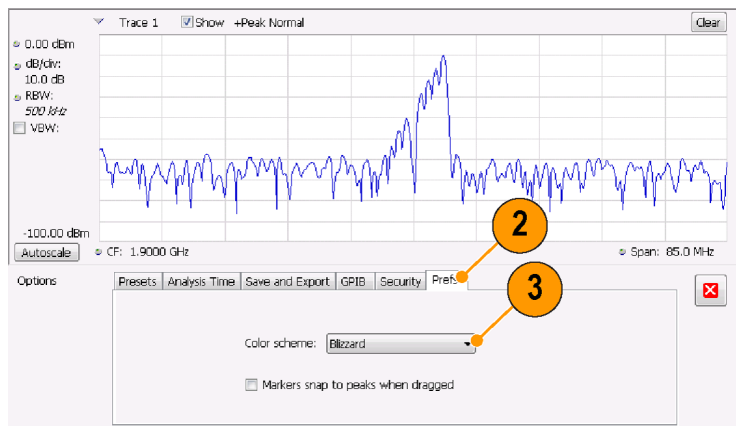 Trace 1 Show +Peak Normal Clear
0.00 dBm
dB/div:
10.0 dB
RBW:
500 kHz
VBW:
-100.00 dBm
Autoscale CF: 1.9000 GHz Span: 85.0 MHz
2
Options Presets Analysis Time Save and Export GPIB Security Prefs
3
Color scheme: Blizzard
Markers snap to peaks when dragged